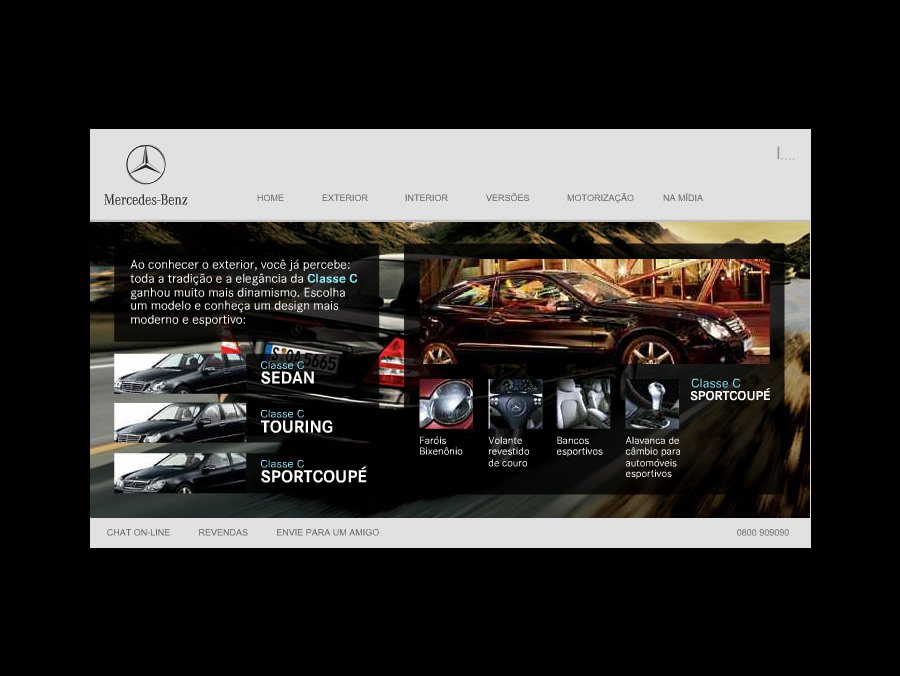 Mercedes-Benz
HOME EXTERIOR INTERIOR VERSÕES MOTORIZAÇÃO NA MÍDIA
Ao conhecer o exterior, você já percebe:
toda a tradição e a elegância da Classe C
ganhou muito mais dinamismo. Escolha
um modelo e conheça um design mais
moderno e esportivo:
Classe C
SEDAN
Classe C
TOURING
Classe C
SPORTCOUPÉ
Classe C
SPORTCOUPÉ
Faróis
Bixenônio
Volante
revestido
de couro
Bancos
esportivos
Alavanca de
câmbio para
automóveis
esportivos
CHAT ON-LINE REVENDAS ENVIE PARA UM AMIGO 0800 909090